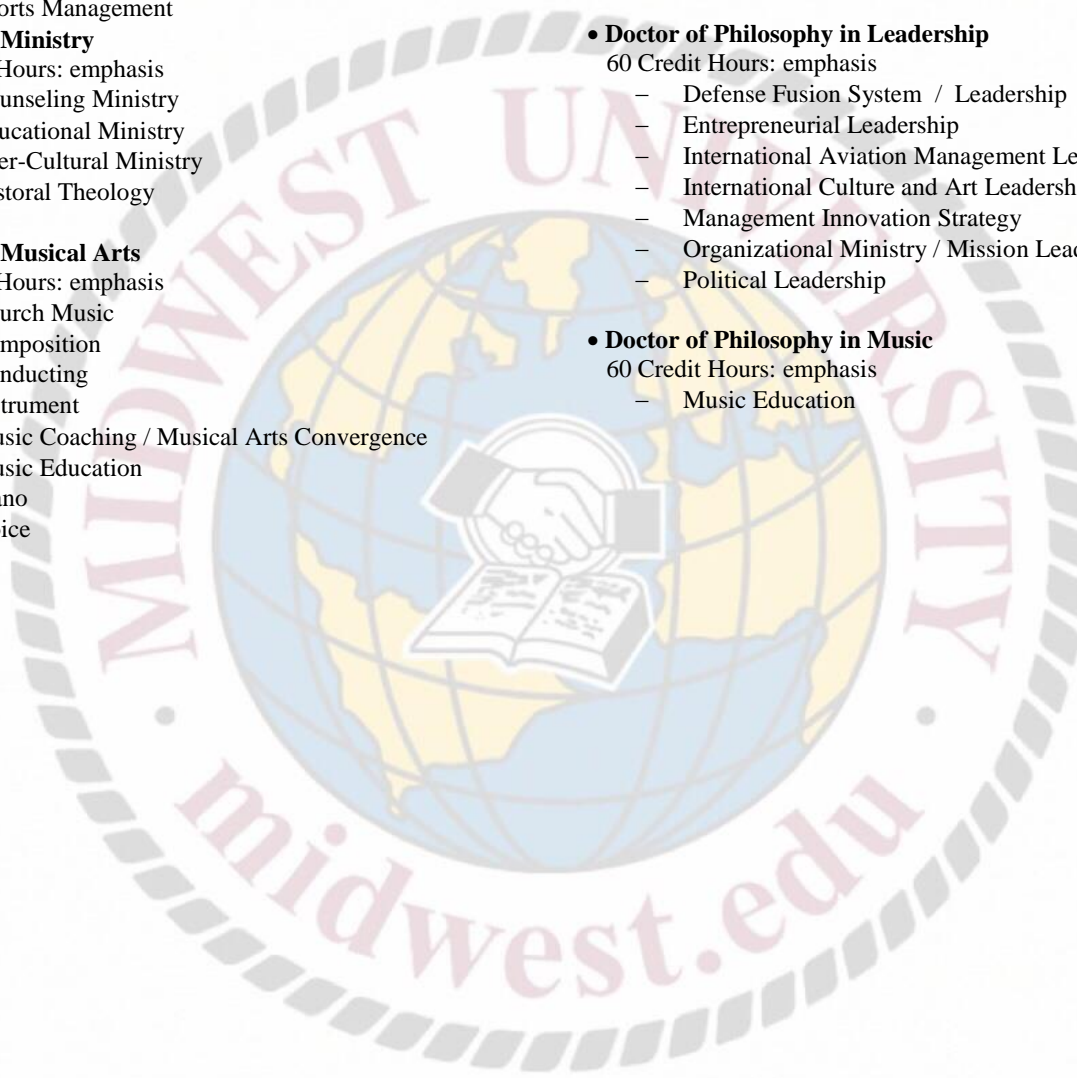 orts Management
Ministry
Hours: emphasis
unseling Ministry
ucational Ministry
er-Cultural Ministry
storal Theology
Musical Arts
Hours: emphasis
urch Music
mposition
nducting
trument
usic Coaching / Musical Arts Convergence
usic Education
ano
oice
• Doctor of Philosophy in Leadership
60 Credit Hours: emphasis
– Defense Fusion System / Leadership
– Entrepreneurial Leadership
– International Aviation Management Le
– International Culture and Art Leadersh
– Management Innovation Strategy
– Organizational Ministry / Mission Lead
– Political Leadership
• Doctor of Philosophy in Music
60 Credit Hours: emphasis
– Music Education
MIDWEST UNIVERSITY
midwest.edu